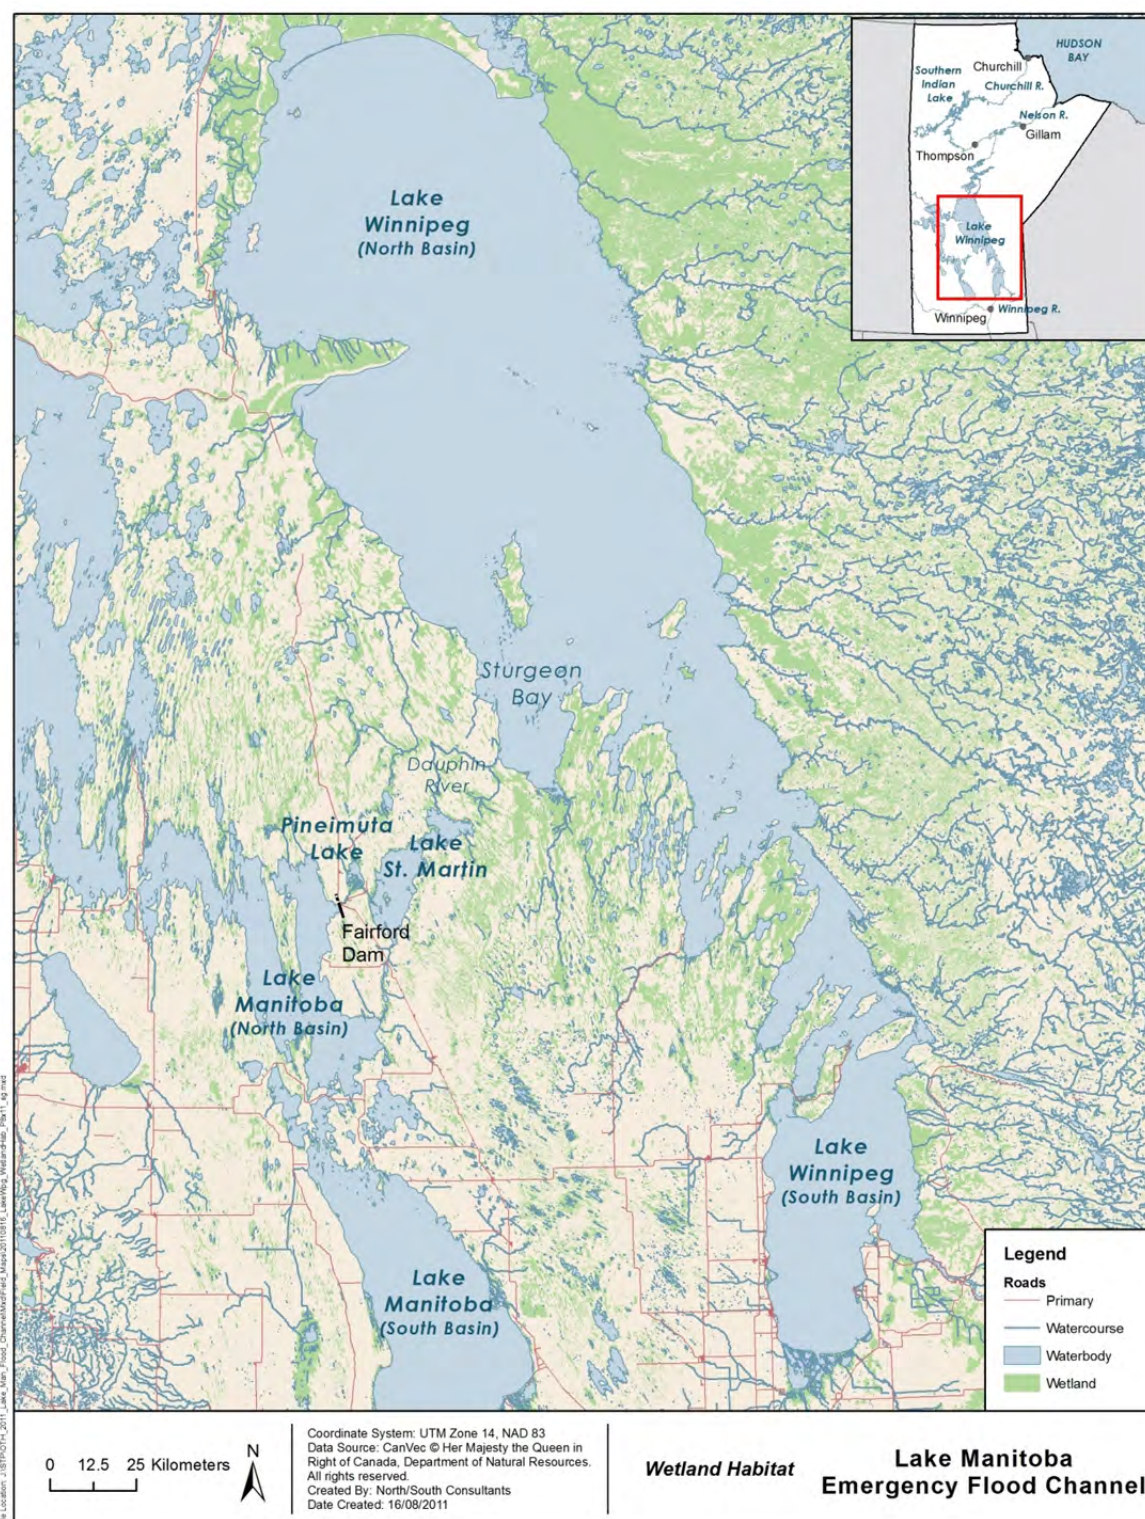 HUDSON
BAY
Churchill
Southern
Indian
Lake
Churchill R.
Nelson R.
Gillam
Thompson
Lake
Winnipeg
Winnipeg R.
Winnipeg
Lake
Winnipeg
(North Basin)
Sturgeon
Bay
Dauphin
River
Pineimuta
Lake
Lake
St. Martin
Fairford
Dam
Lake
Manitoba
(North Basin)
Lake
Winnipeg
(South Basin)
Lake
Manitoba
(South Basin)
Legend
Roads
Primary
Watercourse
Waterbody
Wetland
0 12.5 25 Kilometers
N
Coordinate System: UTM Zone 14, NAD 83
Data Source: CanVec © Her Majesty the Queen in
Right of Canada, Department of Natural Resources.
All rights reserved.
Created By: North/South Consultants
Date Created: 16/08/2011
Wetland Habitat
Lake Manitoba
Emergency Flood Channel